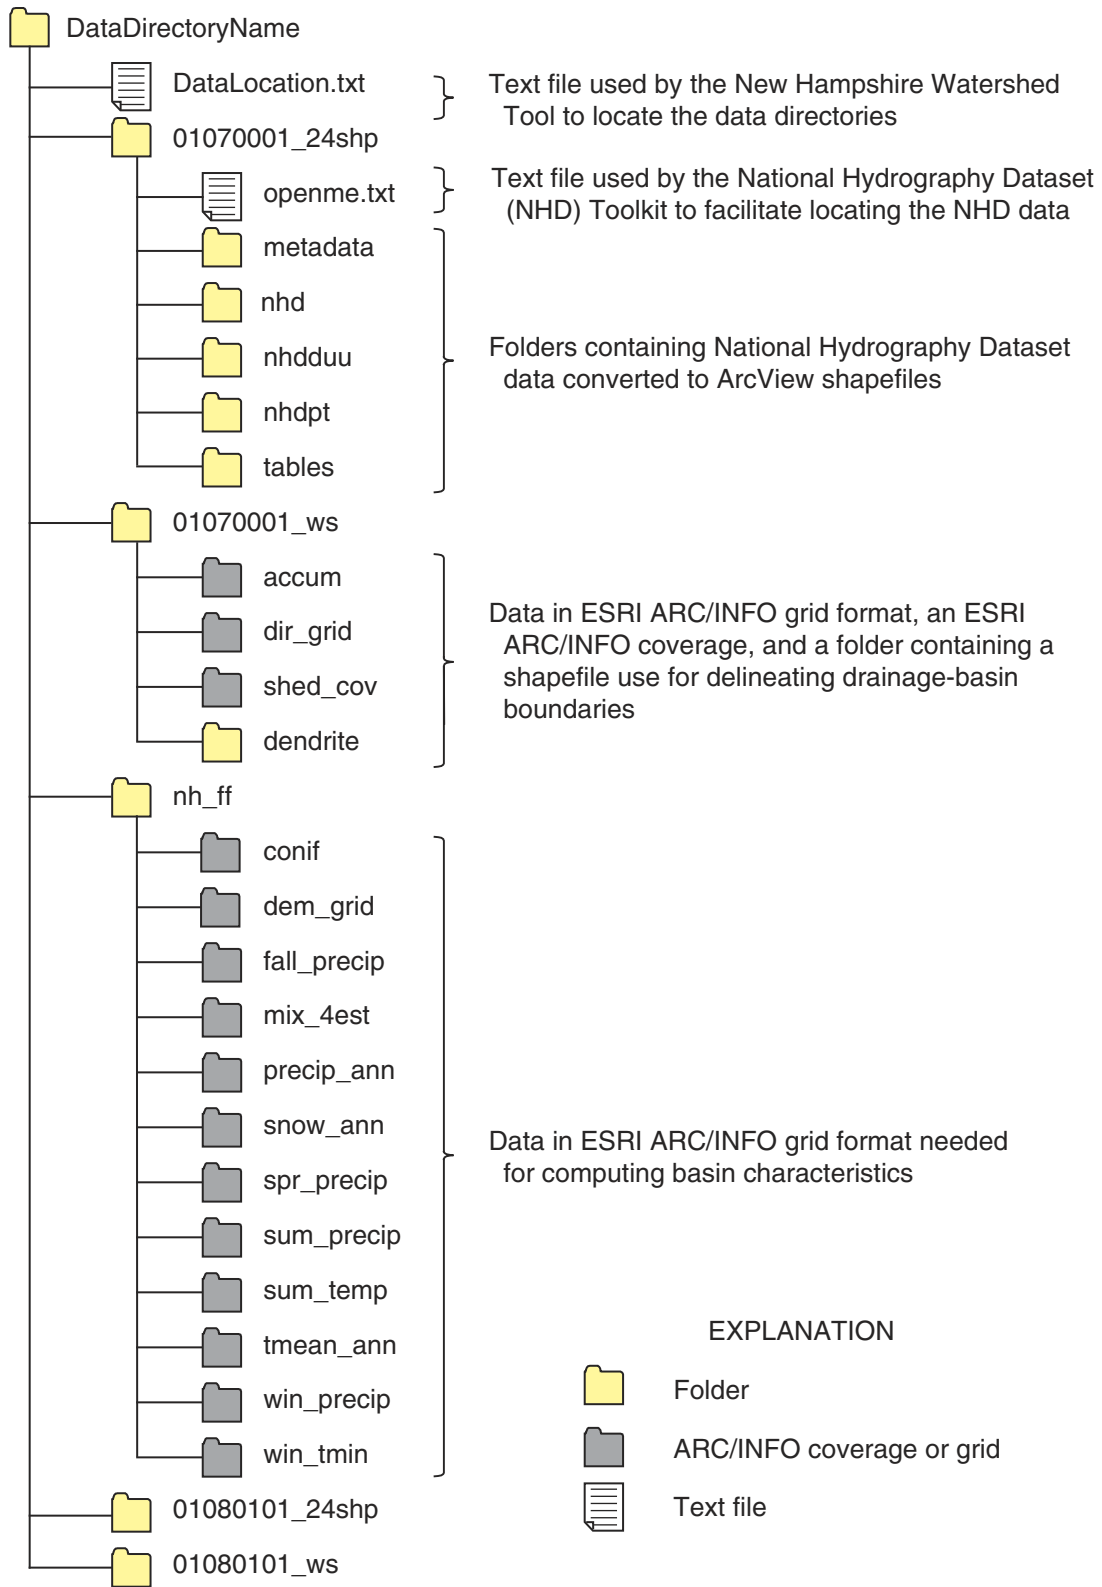 DataDirectoryName
DataLocation.txt
Text file used by the New Hampshire Watershed
Tool to locate the data directories
01070001_24shp
openme.txt
Text file used by the National Hydrography Dataset
(NHD) Toolkit to facilitate locating the NHD data
metadata
nhd
nhdduu
nhdpt
tables
Folders containing National Hydrography Dataset
data converted to ArcView shapefiles
01070001_ws
accum
dir_grid
shed_cov
dendrite
Data in ESRI ARC/INFO grid format, an ESRI
ARC/INFO coverage, and a folder containing a
shapefile use for delineating drainage-basin
boundaries
nh_ff
conif
dem_grid
fall_precip
mix_4est
precip_ann
snow_ann
spr_precip
sum_precip
sum_temp
tmean_ann
win_precip
win_tmin
Data in ESRI ARC/INFO grid format needed
for computing basin characteristics
01080101_24shp
01080101_ws
EXPLANATION
Folder
ARC/INFO coverage or grid
Text file